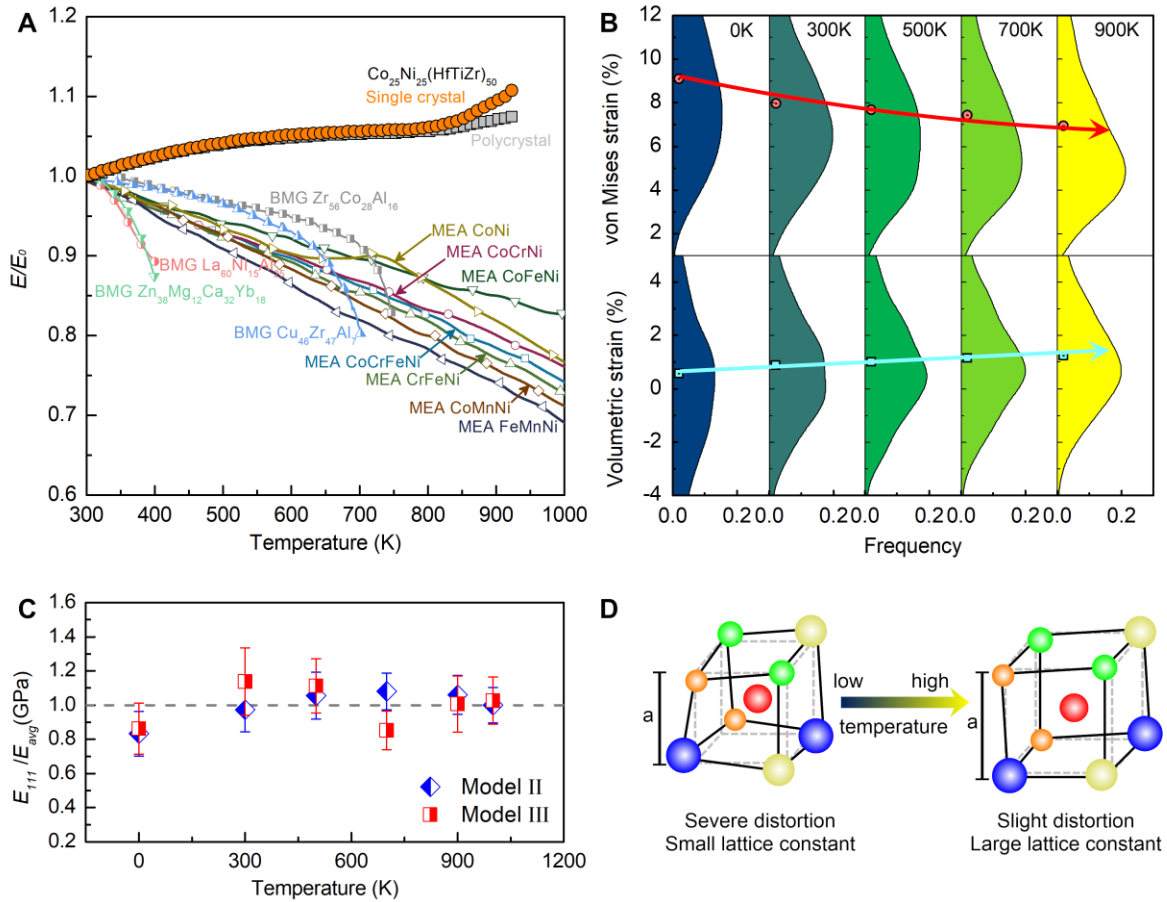 A
1.2
1.1
1.0
0.9
0.8
0.7
0.6
E/E₀
300 400 500 600 700 800 900 1000
Temperature (K)
Co₂₅Ni₂₅(HfTiZr)₅₀
Single crystal
Polycrystal
BMG Zr₅₆Co₂₈Al₁₆
MEA CoNi
MEA CoCrNi
MEA CoFeNi
BMG La₆₀Ni₁₅Al₂₅
BMG Zn₃₈Mg₁₂Ca₃₂Yb₁₈
BMG Cu₄₆Zr₄₇Al₇
MEA CoCrFeNi
MEA CrFeNi
MEA CoMnNi
MEA FeMnNi
B
0K 300K 500K 700K 900K
12
10
8
6
4
2
von Mises strain (%)
4
2
0
-2
-4
Volumetric strain (%)
0.0 0.2 0.0 0.2 0.0 0.2 0.0 0.2 0.0 0.2
Frequency
C
1.6
1.4
1.2
1.0
0.8
0.6
0.4
0.2
E₁₁₁/Eavg(GPa)
Model II
Model III
0 300 600 900 1200
Temperature (K)
D
a
low high
temperature
a
Severe distortion
Small lattice constant
Slight distortion
Large lattice constant